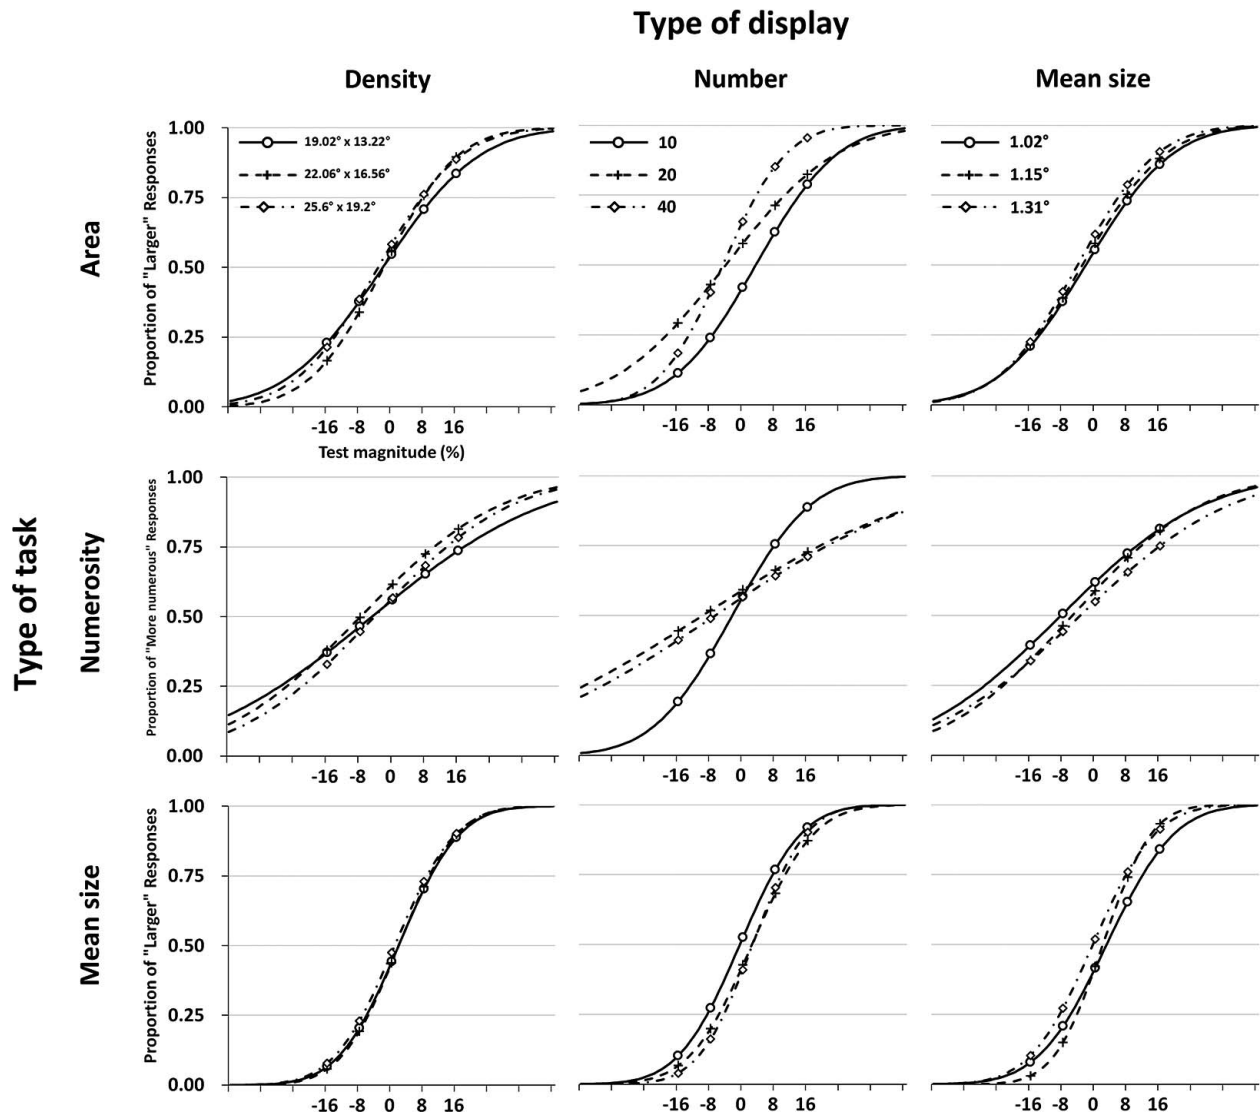 Type of display
Density Number Mean size
Type of task
Area
Proportion of "Larger" Responses
1.00
0.75
0.50
0.25
0.00
19.02° x 13.22°
22.06° x 16.56°
25.6° x 19.2°
10
20
40
1.02°
1.15°
1.31°
-16 -8 0 8 16 -16 -8 0 8 16 -16 -8 0 8 16
Test magnitude (%)
Numerosity
Proportion of "More numerous" Responses
1.00
0.75
0.50
0.25
0.00
-16 -8 0 8 16 -16 -8 0 8 16 -16 -8 0 8 16
Mean size
Proportion of "Larger" Responses
1.00
0.75
0.50
0.25
0.00
-16 -8 0 8 16 -16 -8 0 8 16 -16 -8 0 8 16